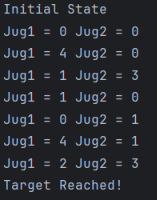 Initial State
Jug1 = 0 Jug2 = 0
Jug1 = 4 Jug2 = 0
Jug1 = 1 Jug2 = 3
Jug1 = 1 Jug2 = 0
Jug1 = 0 Jug2 = 1
Jug1 = 4 Jug2 = 1
Jug1 = 2 Jug2 = 3
Target Reached!